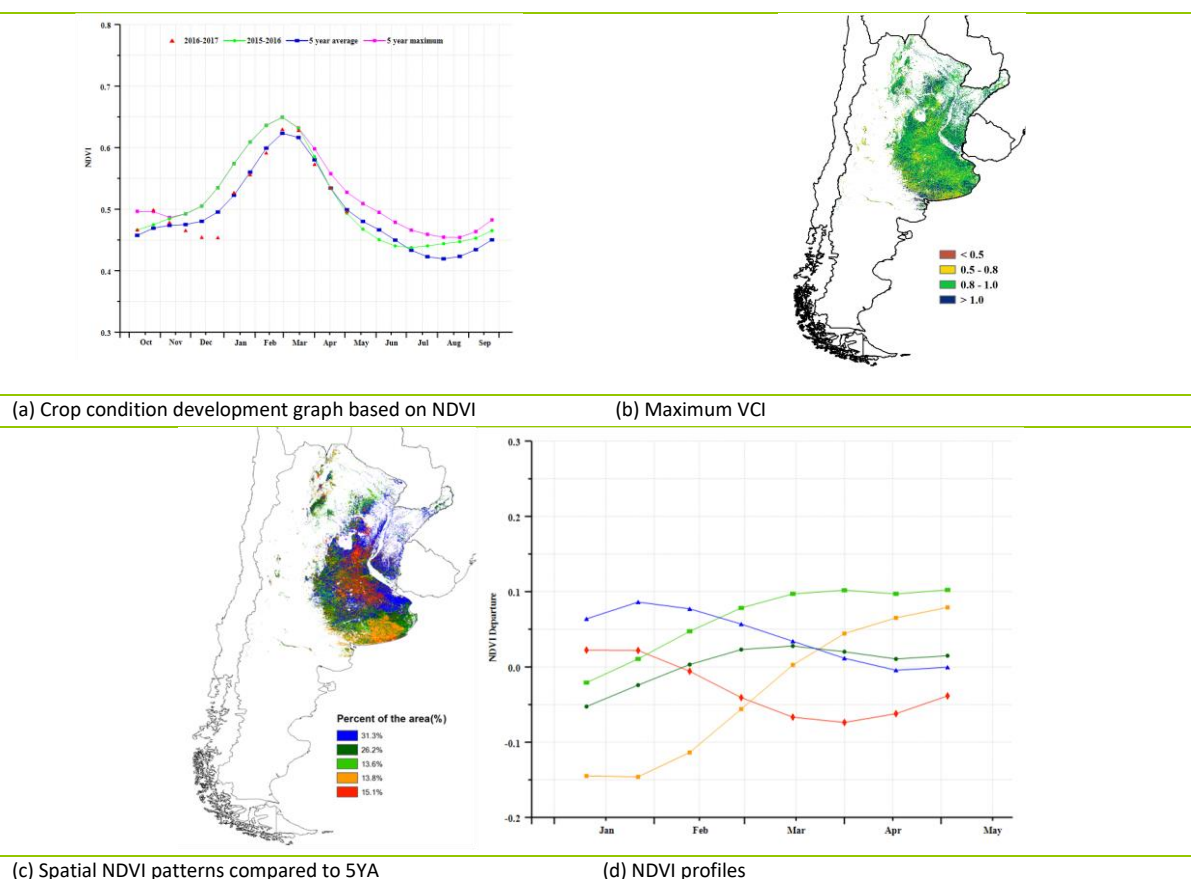 0.8
2016-2017 2015-2016 5 year average 5 year maximum
0.7
0.6
NDVI
0.5
0.4
0.3
Oct Nov Dec Jan Feb Mar Apr May Jun Jul Aug Sep
< 0.5
0.5 - 0.8
0.8 - 1.0
> 1.0
(a) Crop condition development graph based on NDVI (b) Maximum VCI
Percent of the area(%)
31.3%
26.2%
13.6%
13.8%
15.1%
0.3
0.2
0.1
NDVI Departure
0.0
-0.1
-0.2
Jan Feb Mar Apr May
(c) Spatial NDVI patterns compared to 5YA (d) NDVI profiles